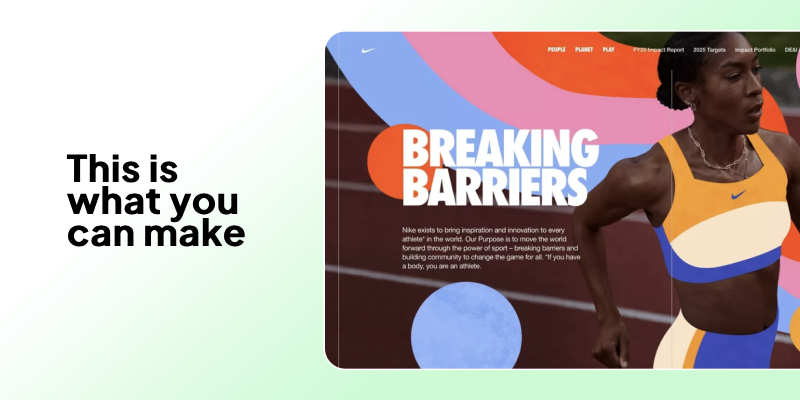 This is
what you
can make
PEOPLE PLANET PLAY FY23 Impact Report 2025 Targets Impact Portfolio DE&I
BREAKING
BARRIERS
Nike exists to bring inspiration and innovation to every
athlete* in the world. Our Purpose is to move the world
forward through the power of sport – breaking barriers and
building community to change the game for all. *If you have
a body, you are an athlete.